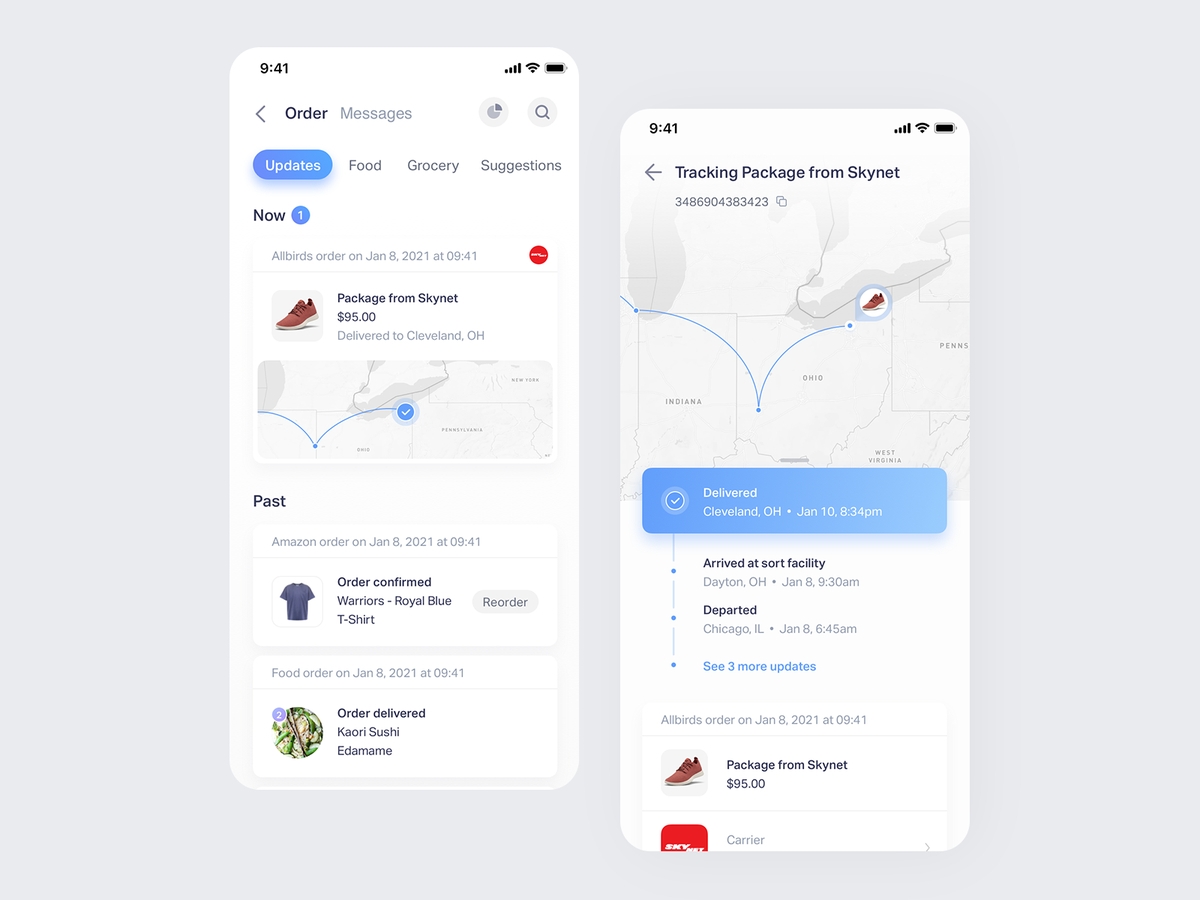 9:41
Order Messages
Updates Food Grocery Suggestions
Now 1
Allbirds order on Jan 8, 2021 at 09:41
Package from Skynet
$95.00
Delivered to Cleveland, OH
NEW YORK
PENNSYLVANIA
OHIO
Past
Amazon order on Jan 8, 2021 at 09:41
Order confirmed
Warriors - Royal Blue
T-Shirt
Reorder
Food order on Jan 8, 2021 at 09:41
2
Order delivered
Kaori Sushi
Edamame
9:41
Tracking Package from Skynet
3486904383423
PENNS
OHIO
INDIANA
WEST
VIRGINIA
Delivered
Cleveland, OH • Jan 10, 8:34pm
Arrived at sort facility
Dayton, OH • Jan 8, 9:30am
Departed
Chicago, IL • Jan 8, 6:45am
See 3 more updates
Allbirds order on Jan 8, 2021 at 09:41
Package from Skynet
$95.00
SKY
NET
Carrier